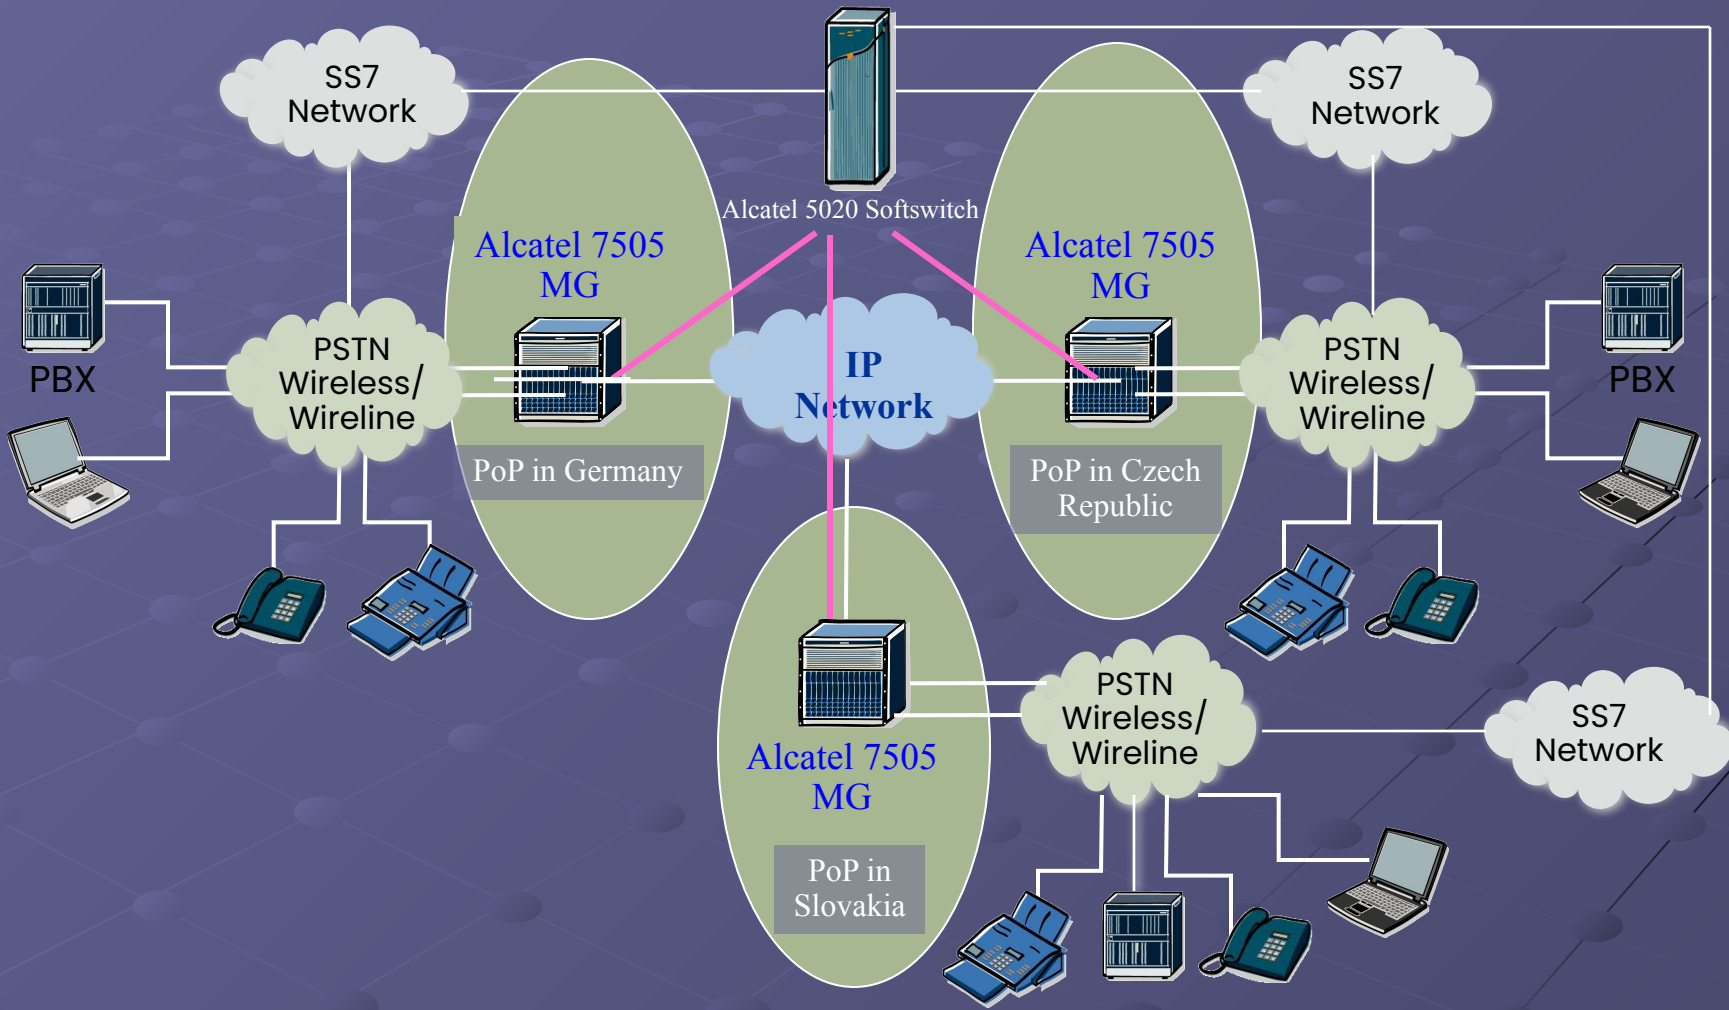 SS7
Network
SS7
Network
Alcatel 5020 Softswitch
Alcatel 7505
MG
Alcatel 7505
MG
PBX
PSTN
Wireless/
Wireline
IP
Network
PSTN
Wireless/
Wireline
PBX
PoP in Germany
PoP in Czech
Republic
PSTN
Wireless/
Wireline
SS7
Network
Alcatel 7505
MG
PoP in
Slovakia